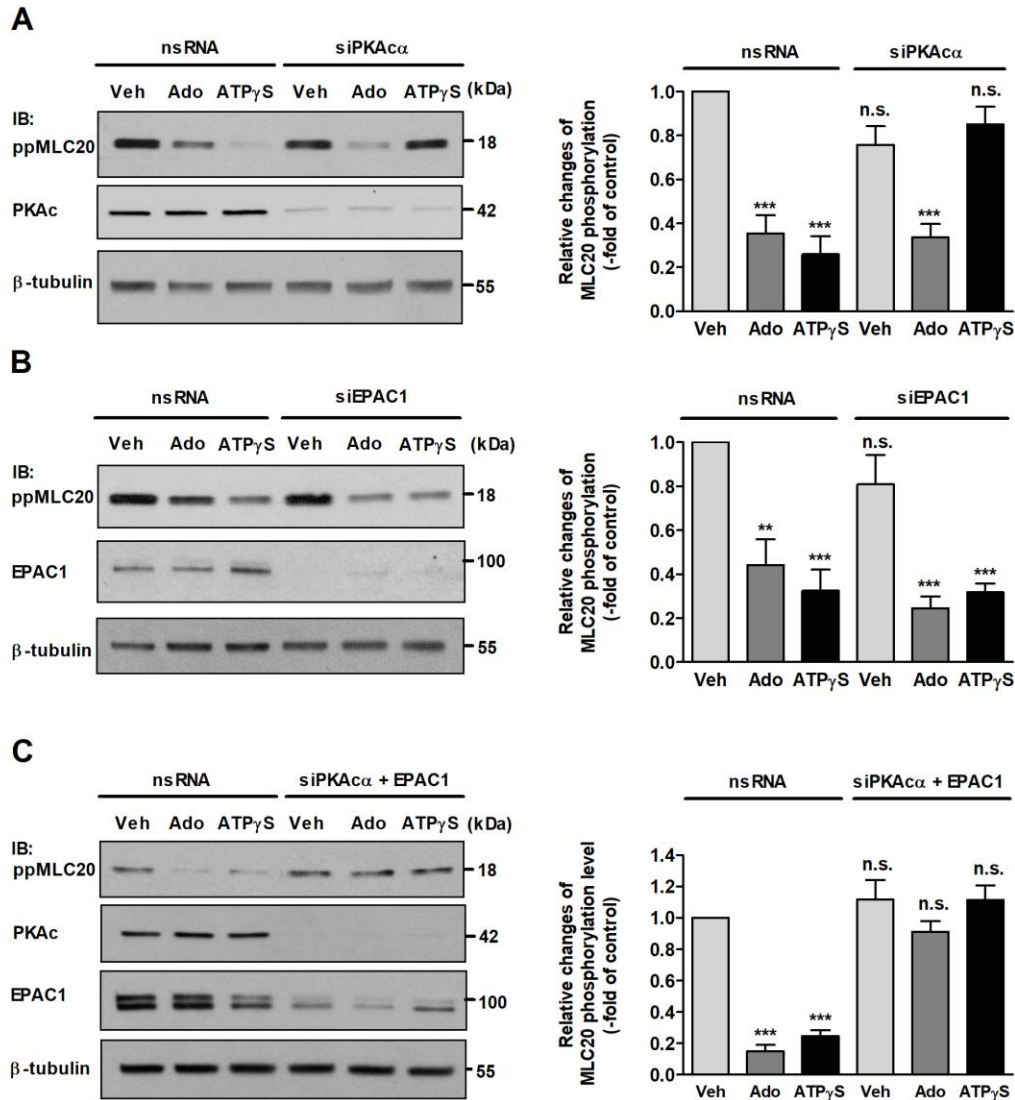 A
nsRNA siPKAcα
Veh Ado ATPγS Veh Ado ATPγS (kDa)
IB:
ppMLC20
18
PKAc
42
β-tubulin
55
Relative changes of
MLC20 phosphorylation
(-fold of control)
nsRNA siPKAcα
1.0
0.8
0.6
0.4
0.2
0.0
*** *** n.s. *** n.s.
Veh Ado ATPγS Veh Ado ATPγS
B
nsRNA siEPAC1
Veh Ado ATPγS Veh Ado ATPγS (kDa)
IB:
ppMLC20
18
EPAC1
100
β-tubulin
55
Relative changes of
MLC20 phosphorylation
(-fold of control)
nsRNA siEPAC1
1.0
0.8
0.6
0.4
0.2
0.0
** *** n.s. *** ***
Veh Ado ATPγS Veh Ado ATPγS
C
nsRNA siPKAcα + EPAC1
Veh Ado ATPγS Veh Ado ATPγS (kDa)
IB:
ppMLC20
18
PKAc
42
EPAC1
100
β-tubulin
55
Relative changes of
MLC20 phosphorylation level
(-fold of control)
nsRNA siPKAcα + EPAC1
1.4
1.2
1.0
0.8
0.6
0.4
0.2
0.0
*** *** n.s. n.s. n.s.
Veh Ado ATPγS Veh Ado ATPγS